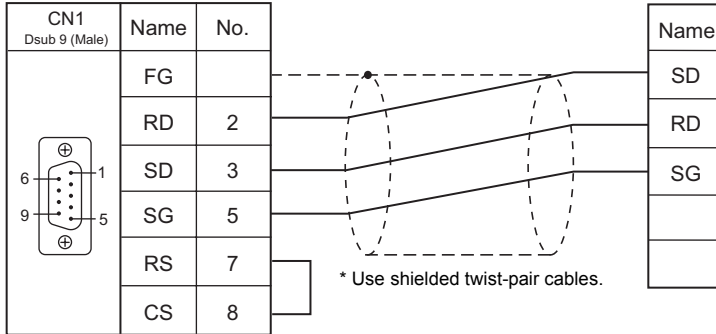 CN1
Dsub 9 (Male)
Name No.
FG
RD 2
SD 3
SG 5
RS 7
CS 8
6
1
9
5
* Use shielded twist-pair cables.
Name
SD
RD
SG